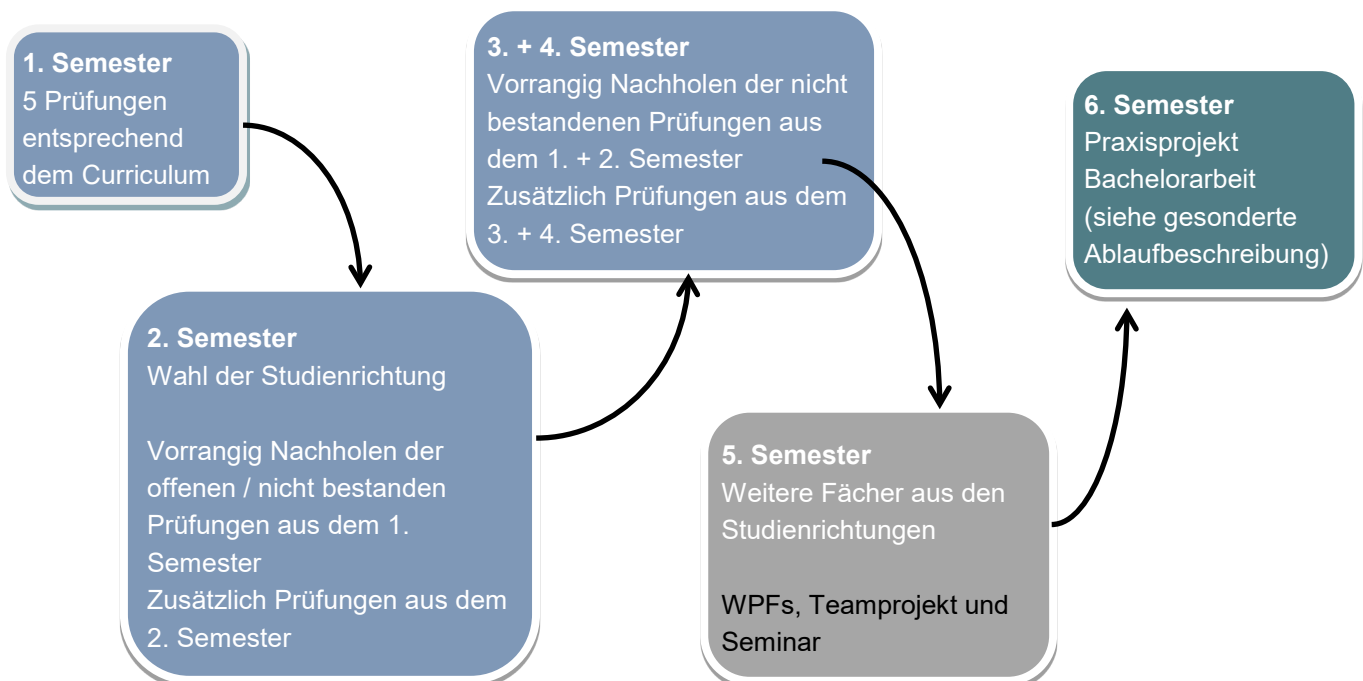 1. Semester
5 Prüfungen
entsprechend
dem Curriculum
2. Semester
Wahl der Studienrichtung
Vorrangig Nachholen der
offenen / nicht bestanden
Prüfungen aus dem 1.
Semester
Zusätzlich Prüfungen aus dem
2. Semester
3. + 4. Semester
Vorrangig Nachholen der nicht
bestandenen Prüfungen aus
dem 1. + 2. Semester
Zusätzlich Prüfungen aus dem
3. + 4. Semester
5. Semester
Weitere Fächer aus den
Studienrichtungen
WPFs, Teamprojekt und
Seminar
6. Semester
Praxisprojekt
Bachelorarbeit
(siehe gesonderte
Ablaufbeschreibung)